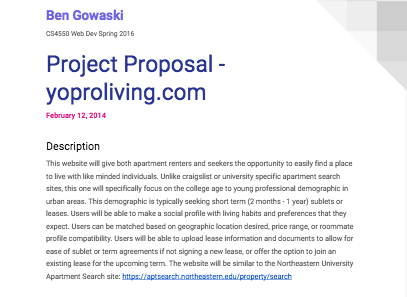 Ben Gowaski
CS4550 Web Dev Spring 2016
Project Proposal -
yoproliving.com
February 12, 2014
Description
This website will give both apartment renters and seekers the opportunity to easily find a place
to live with like minded individuals. Unlike craigslist or university specific apartment search
sites, this one will specifically focus on the college age to young professional demographic in
urban areas. This demographic is typically seeking short term (2 months - 1 year) sublets or
leases. Users will be able to make a social profile with living habits and preferences that they
expect. Users can be matched based on geographic location desired, price range, or roommate
profile compatibility. Users will be able to upload lease information and documents to allow for
ease of sublet or term agreements if not signing a new lease, or offer the option to join an
existing lease for the upcoming term. The website will be similar to the Northeastern University
Apartment Search site: https://aptsearch.northeastern.edu/property/search